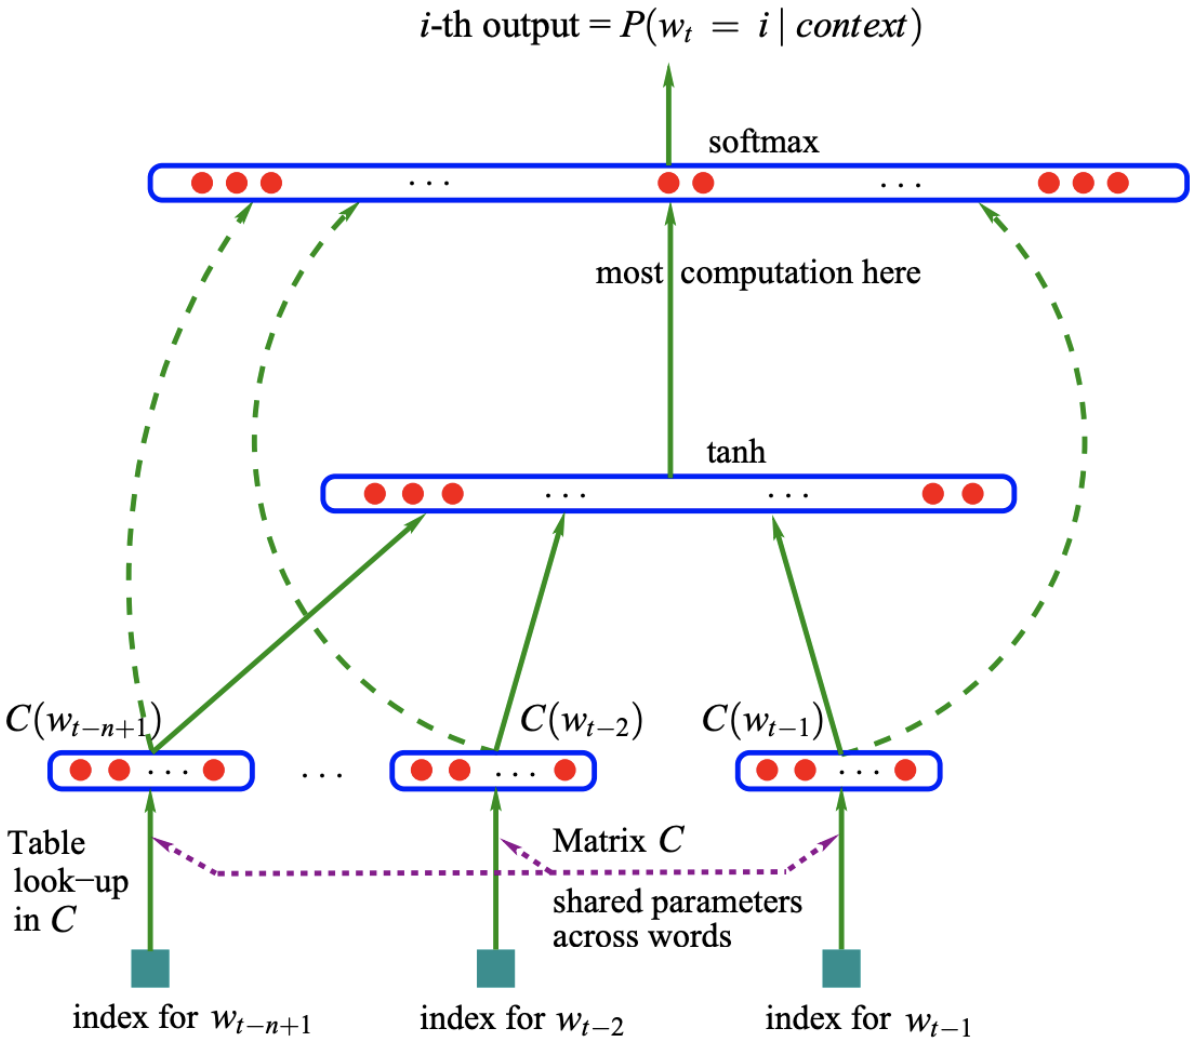 i-th output = P(w_t = i | context)
softmax
. . .
. . .
most computation here
tanh
. . .
. . .
C(w_{t−n+1})
C(w_{t−2})
C(w_{t−1})
. . .
. . .
. . .
. . .
Table
look−up
in C
Matrix C
shared parameters
across words
index for w_{t−n+1}
index for w_{t−2}
index for w_{t−1}